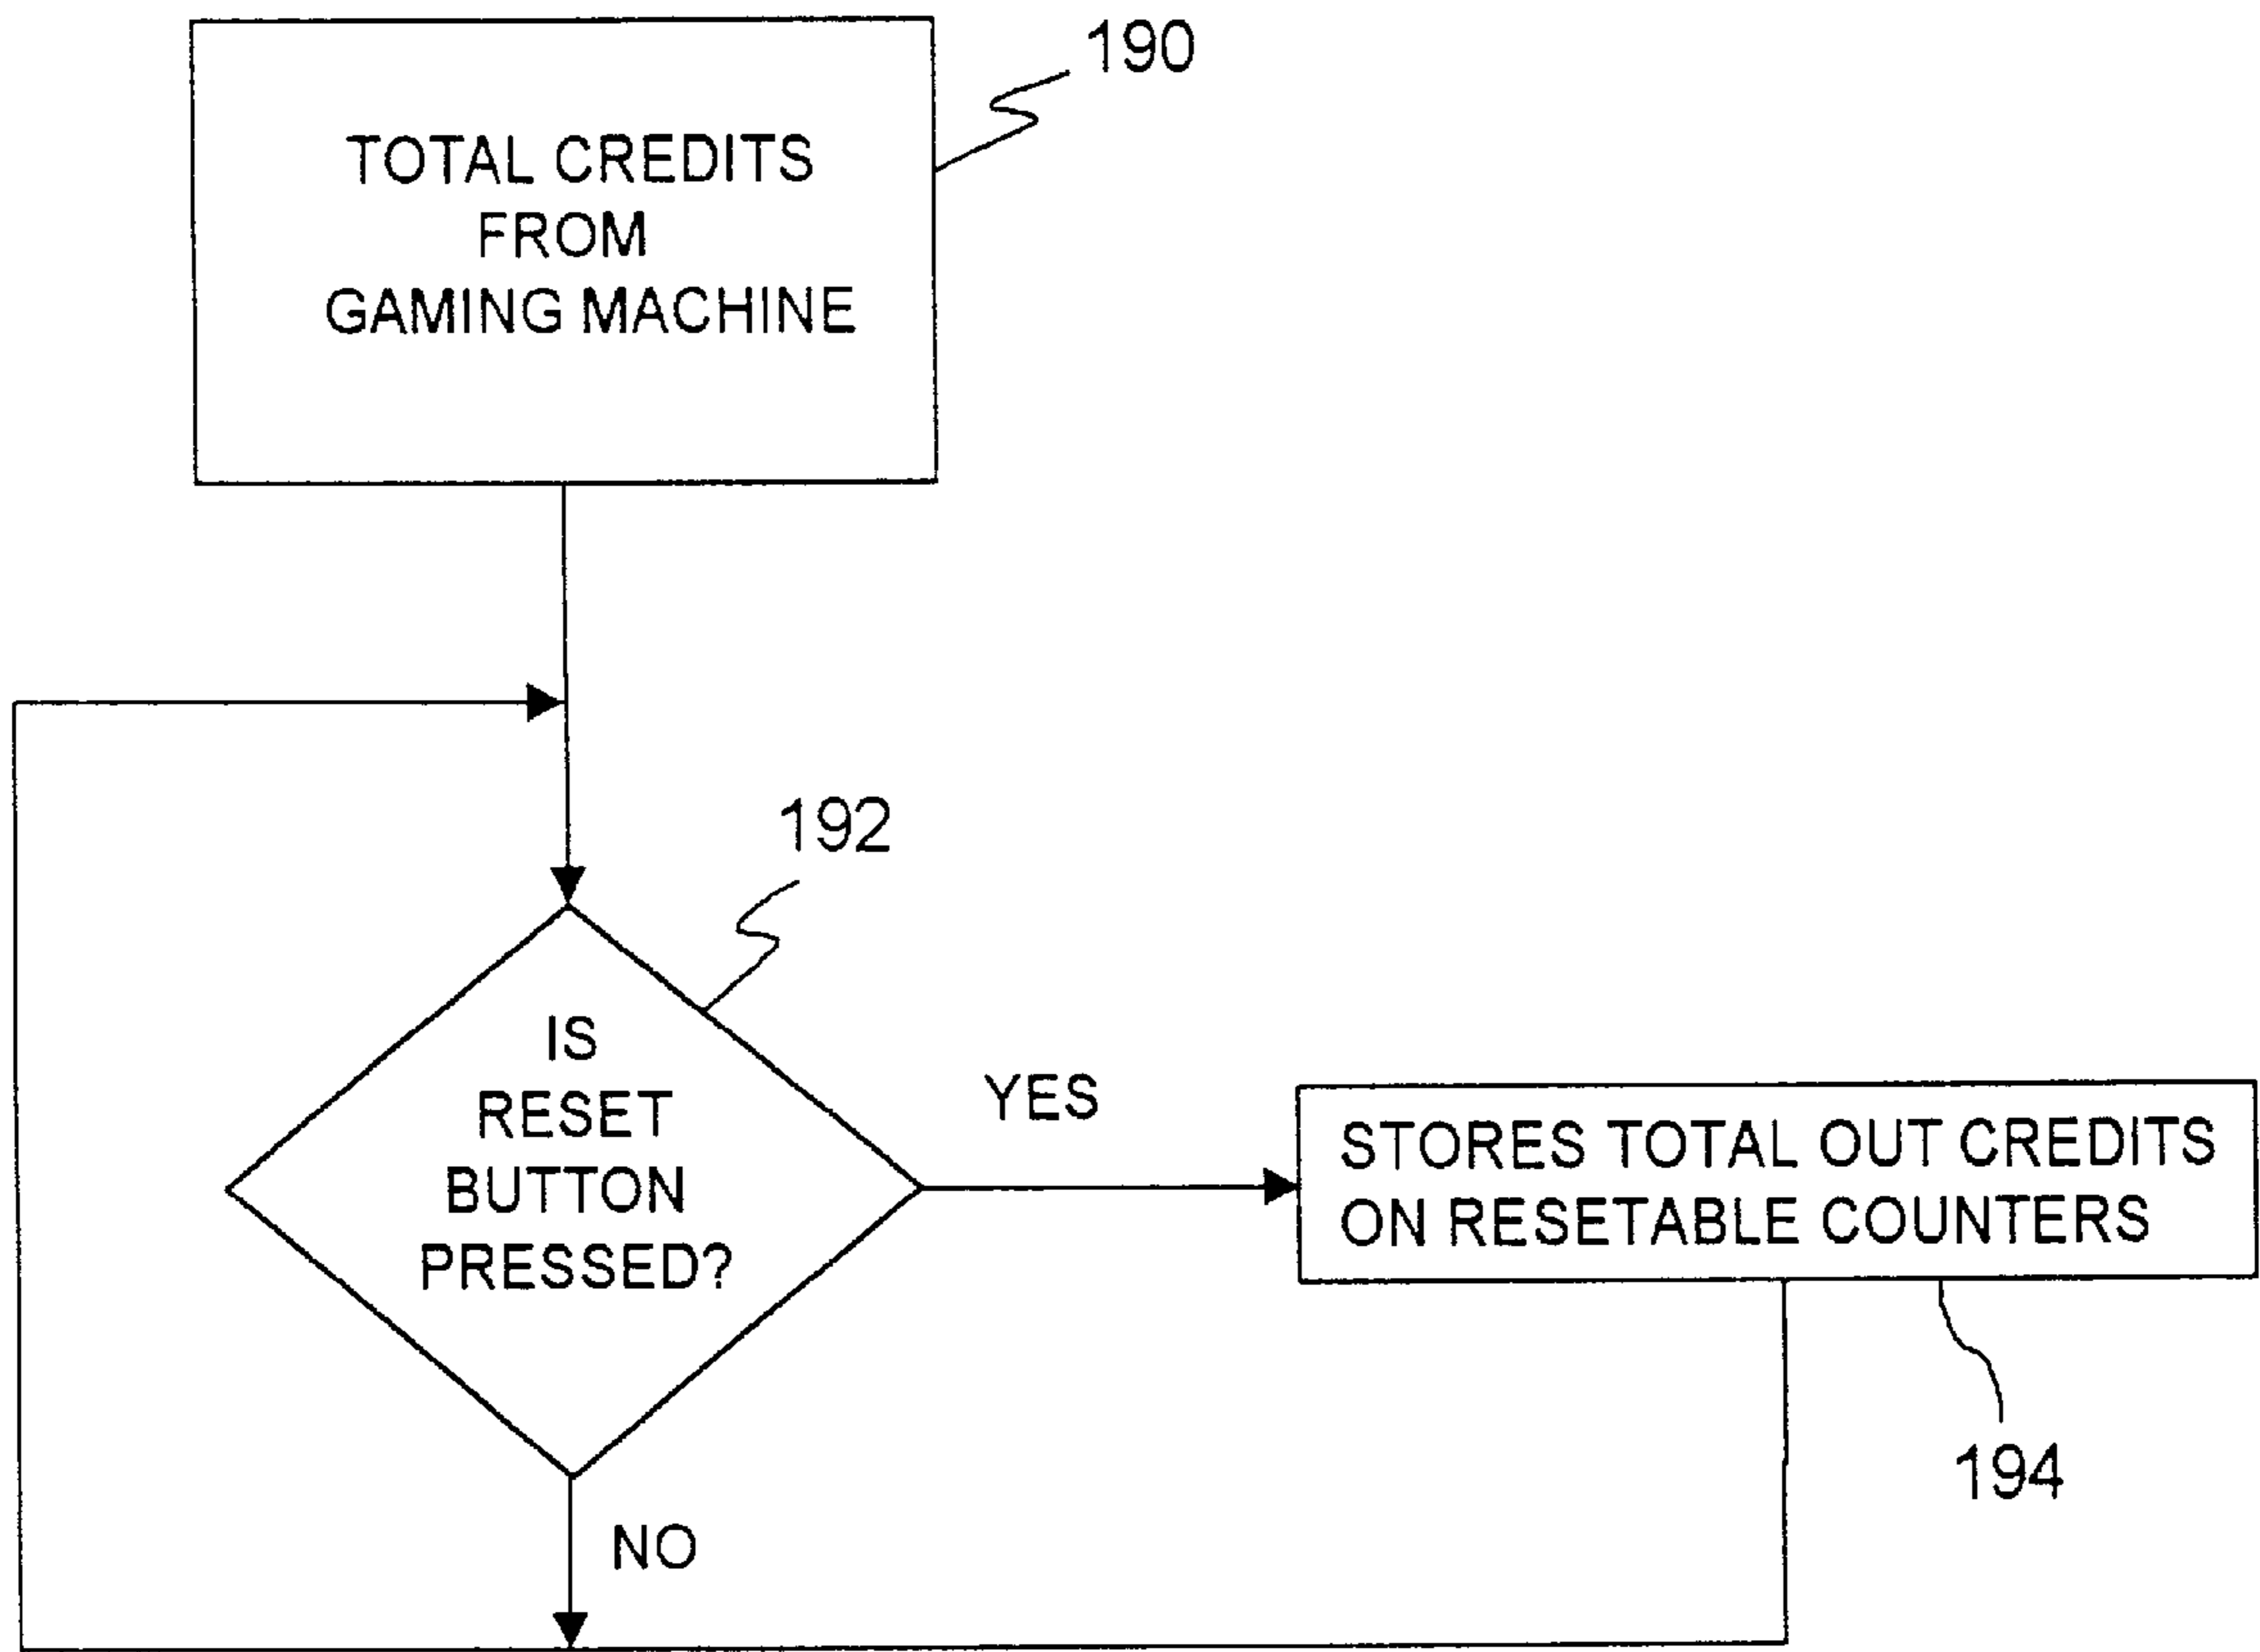 190
TOTAL CREDITS
FROM
GAMING MACHINE
192
IS
RESET
BUTTON
PRESSED?
YES
STORES TOTAL OUT CREDITS
ON RESETABLE COUNTERS
194
NO